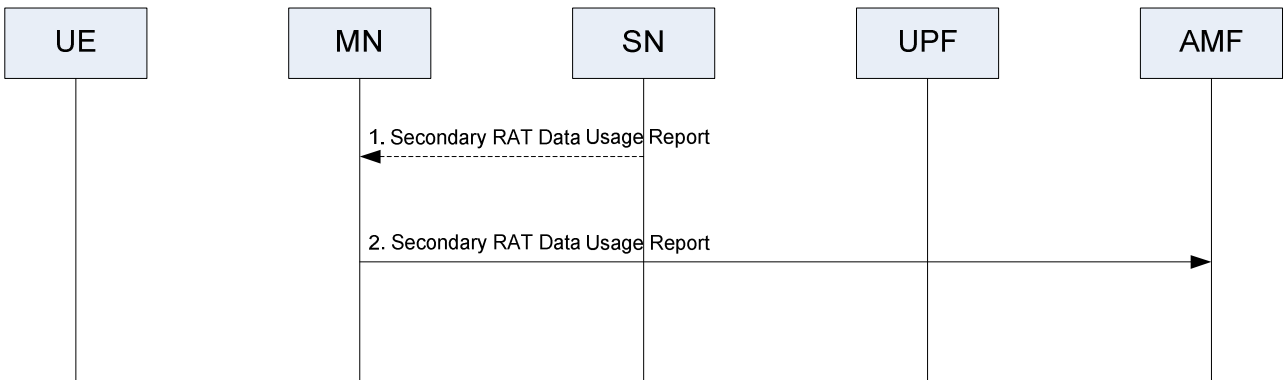 UE
MN
SN
UPF
AMF
1. Secondary RAT Data Usage Report
2. Secondary RAT Data Usage Report